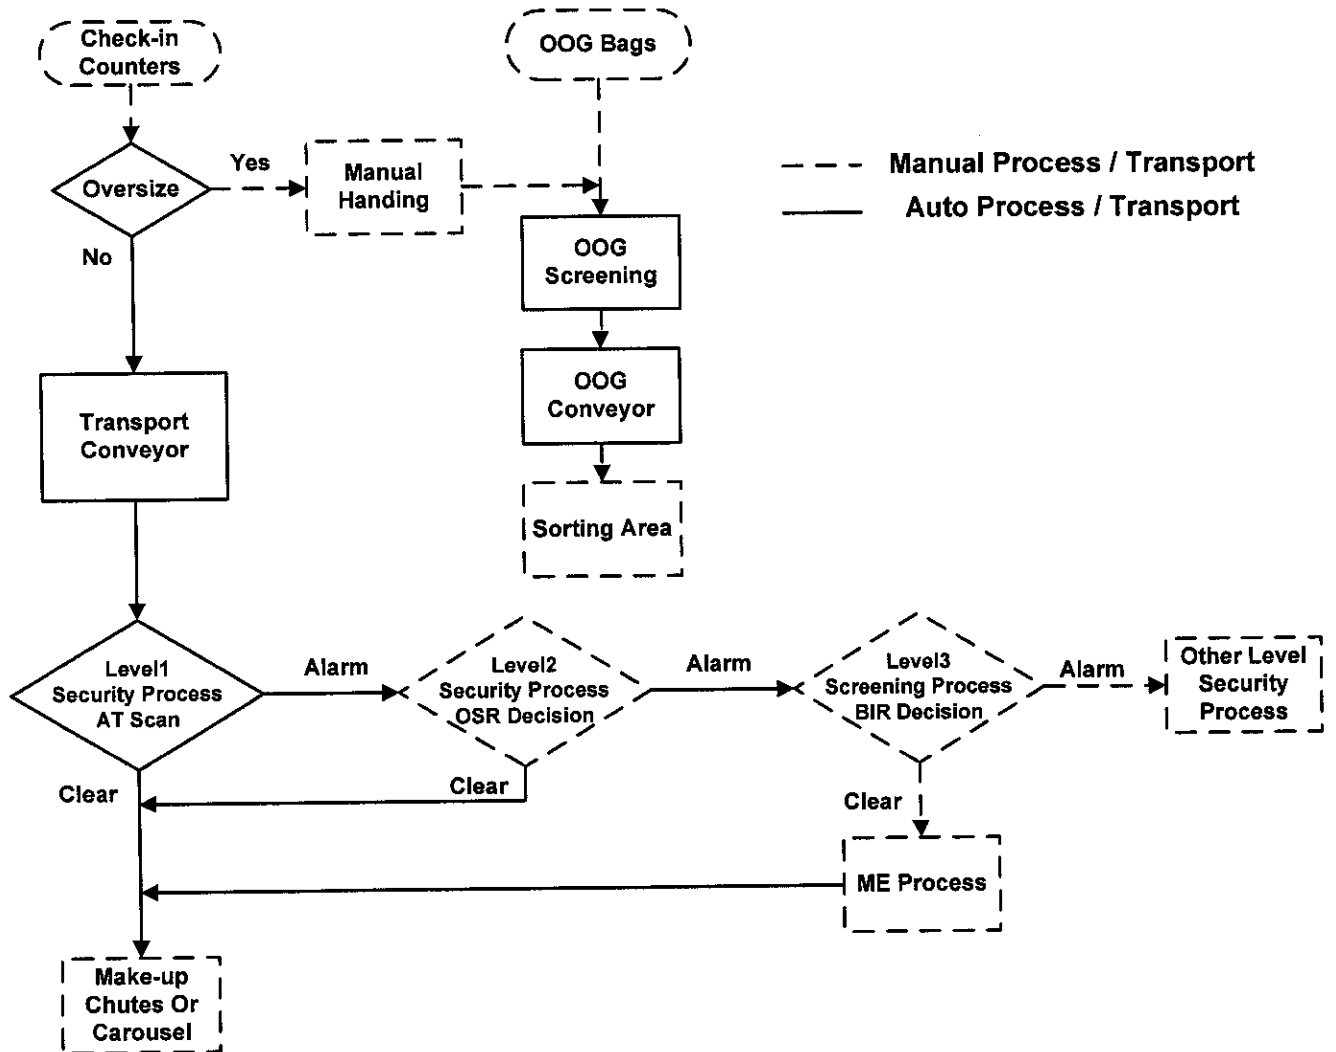 Check-in
Counters
OOG Bags
Oversize
Yes
Manual
Handing
Manual Process / Transport
Auto Process / Transport
No
OOG
Screening
OOG
Conveyor
Transport
Conveyor
Sorting Area
Level1
Security Process
AT Scan
Alarm
Level2
Security Process
OSR Decision
Alarm
Level3
Screening Process
BIR Decision
Alarm
Other Level
Security
Process
Clear
Clear
Clear
ME Process
Make-up
Chutes Or
Carousel